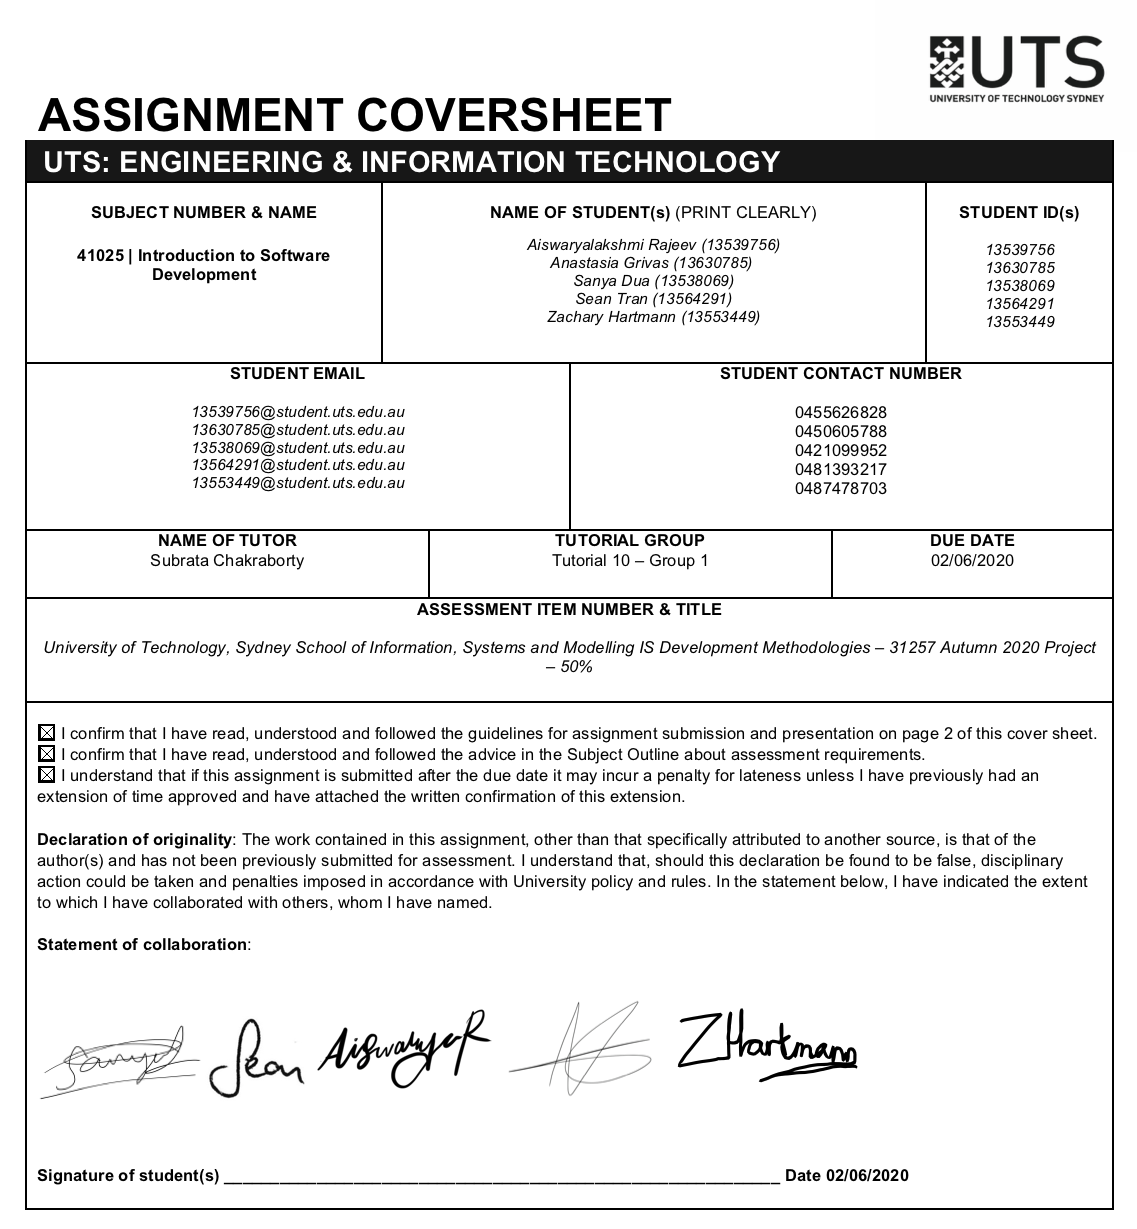 UTS
UNIVERSITY OF TECHNOLOGY SYDNEY
ASSIGNMENT COVERSHEET
UTS: ENGINEERING & INFORMATION TECHNOLOGY
SUBJECT NUMBER & NAME
41025 | Introduction to Software
Development
NAME OF STUDENT(s) (PRINT CLEARLY)
Aiswaryalakshmi Rajeev (13539756)
Anastasia Grivas (13630785)
Sanya Dua (13538069)
Sean Tran (13564291)
Zachary Hartmann (13553449)
STUDENT ID(s)
13539756
13630785
13538069
13564291
13553449
STUDENT EMAIL
13539756@student.uts.edu.au
13630785@student.uts.edu.au
13538069@student.uts.edu.au
13564291@student.uts.edu.au
13553449@student.uts.edu.au
STUDENT CONTACT NUMBER
0455626828
0450605788
0421099952
0481393217
0487478703
NAME OF TUTOR
Subrata Chakraborty
TUTORIAL GROUP
Tutorial 10 – Group 1
DUE DATE
02/06/2020
ASSESSMENT ITEM NUMBER & TITLE
University of Technology, Sydney School of Information, Systems and Modelling IS Development Methodologies – 31257 Autumn 2020 Project
– 50%
☒ I confirm that I have read, understood and followed the guidelines for assignment submission and presentation on page 2 of this cover sheet.
☒ I confirm that I have read, understood and followed the advice in the Subject Outline about assessment requirements.
☒ I understand that if this assignment is submitted after the due date it may incur a penalty for lateness unless I have previously had an
extension of time approved and have attached the written confirmation of this extension.
Declaration of originality: The work contained in this assignment, other than that specifically attributed to another source, is that of the
author(s) and has not been previously submitted for assessment. I understand that, should this declaration be found to be false, disciplinary
action could be taken and penalties imposed in accordance with University policy and rules. In the statement below, I have indicated the extent
to which I have collaborated with others, whom I have named.
Statement of collaboration:
Sean ZHartmann
Signature of student(s) ____________________ Date 02/06/2020